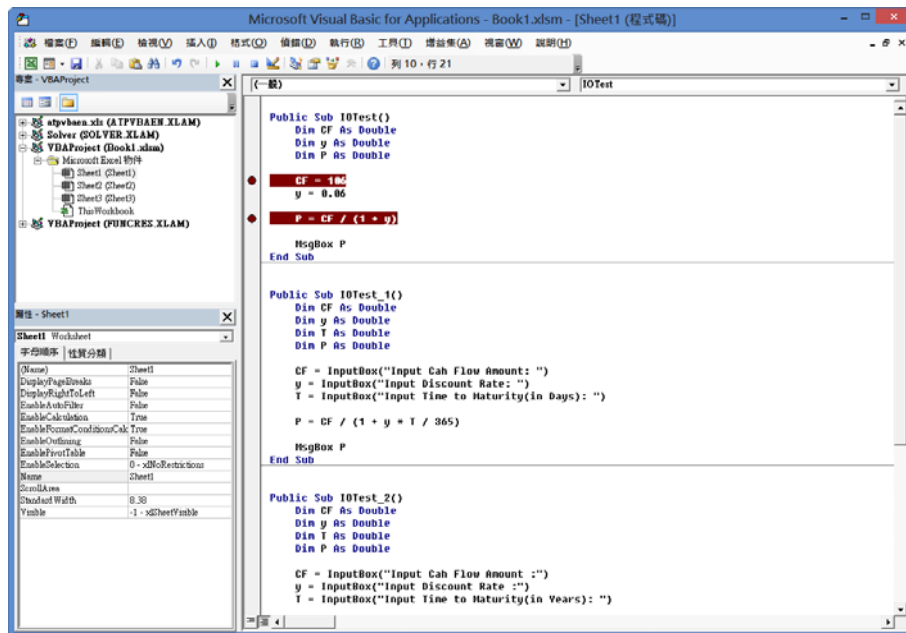 Microsoft Visual Basic for Applications - Book1.xlsm - [Sheet1 (程式碼)]
檔案(F) 編輯(E) 檢視(V) 插入(I) 格式(O) 偵錯(D) 執行(R) 工具(T) 增益集(A) 視窗(W) 說明(H)
列 10，行 21
專案 - VBAProject
atpvbaen.xls (ATPVBAEN.XLAM)
Solver (SOLVER.XLAM)
VBAProject (Book1.xlsm)
Microsoft Excel 物件
Sheet1 (Sheet1)
Sheet2 (Sheet2)
Sheet3 (Sheet3)
ThisWorkbook
VBAProject (FUNCRES.XLAM)
屬性 - Sheet1
Sheet1 Worksheet
字母順序 性質分類
(Name) Sheet1
DisplayPageBreaks False
DisplayRightToLeft False
EnableAutoFilter False
EnableCalculation True
EnableFormatConditionsCalc True
EnableOutlining False
EnablePivotTable False
EnableSelection 0 - xlNoRestrictions
Name Sheet1
ScrollArea
Standard Width 8.38
Visible -1 - xlSheetVisible
(一般) IOTest
Public Sub IOTest()
Dim CF As Double
Dim y As Double
Dim P As Double
CF = 106
y = 0.06
P = CF / (1 + y)
MsgBox P
End Sub
Public Sub IOTest_1()
Dim CF As Double
Dim y As Double
Dim T As Double
Dim P As Double
CF = InputBox("Input Cah Flow Amount: ")
y = InputBox("Input Discount Rate: ")
T = InputBox("Input Time to Maturity(in Days): ")
P = CF / (1 + y * T / 365)
MsgBox P
End Sub
Public Sub IOTest_2()
Dim CF As Double
Dim y As Double
Dim T As Double
Dim P As Double
CF = InputBox("Input Cah Flow Amount :")
y = InputBox("Input Discount Rate :")
T = InputBox("Input Time to Maturity(in Years): ")